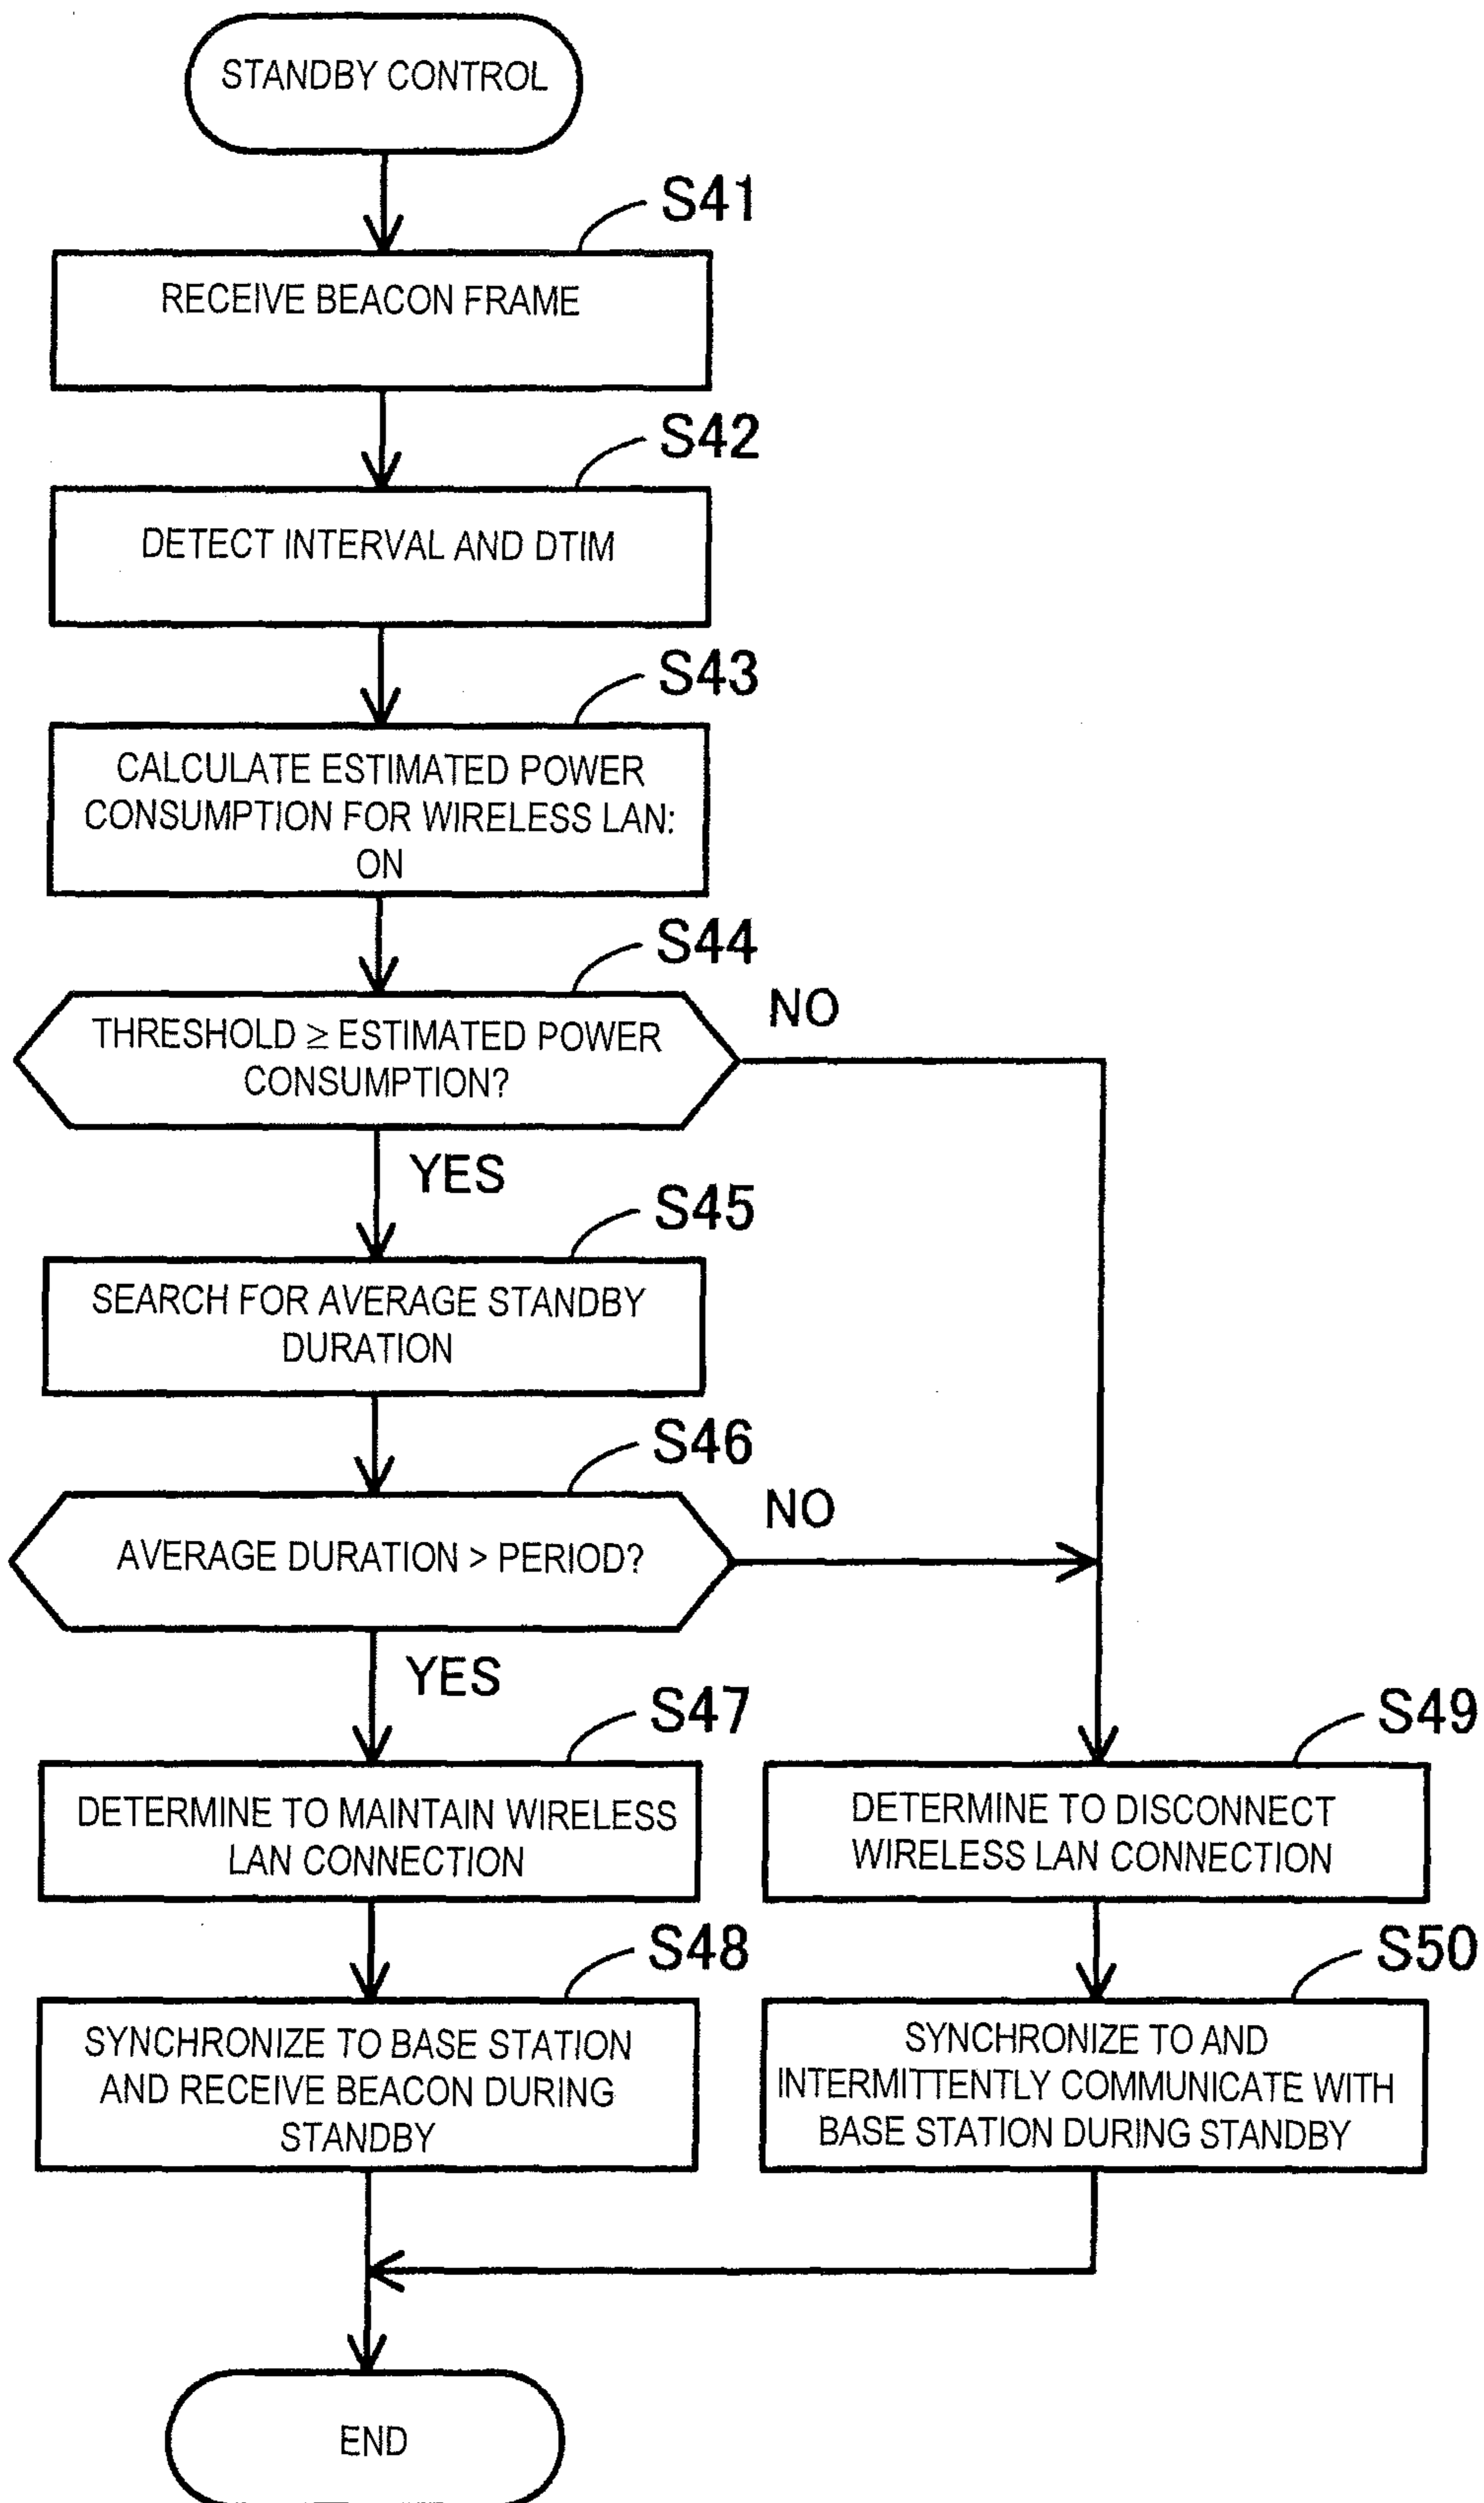 STANDBY CONTROL
S41
RECEIVE BEACON FRAME
S42
DETECT INTERVAL AND DTIM
S43
CALCULATE ESTIMATED POWER
CONSUMPTION FOR WIRELESS LAN:
ON
S44
THRESHOLD ≥ ESTIMATED POWER
CONSUMPTION?
NO
YES
S45
SEARCH FOR AVERAGE STANDBY
DURATION
S46
AVERAGE DURATION > PERIOD?
NO
YES
S47
DETERMINE TO MAINTAIN WIRELESS
LAN CONNECTION
S49
DETERMINE TO DISCONNECT
WIRELESS LAN CONNECTION
S48
SYNCHRONIZE TO BASE STATION
AND RECEIVE BEACON DURING
STANDBY
S50
SYNCHRONIZE TO AND
INTERMITTENTLY COMMUNICATE WITH
BASE STATION DURING STANDBY
END